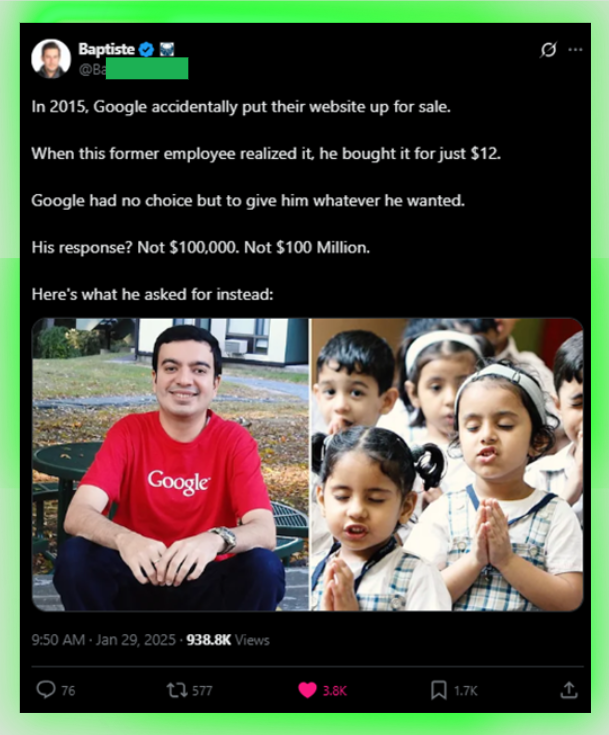 Baptiste
@Ba
In 2015, Google accidentally put their website up for sale.
When this former employee realized it, he bought it for just $12.
Google had no choice but to give him whatever he wanted.
His response? Not $100,000. Not $100 Million.
Here's what he asked for instead:
Google
9:50 AM · Jan 29, 2025 · 938.8K Views
76 577 3.8K 1.7K